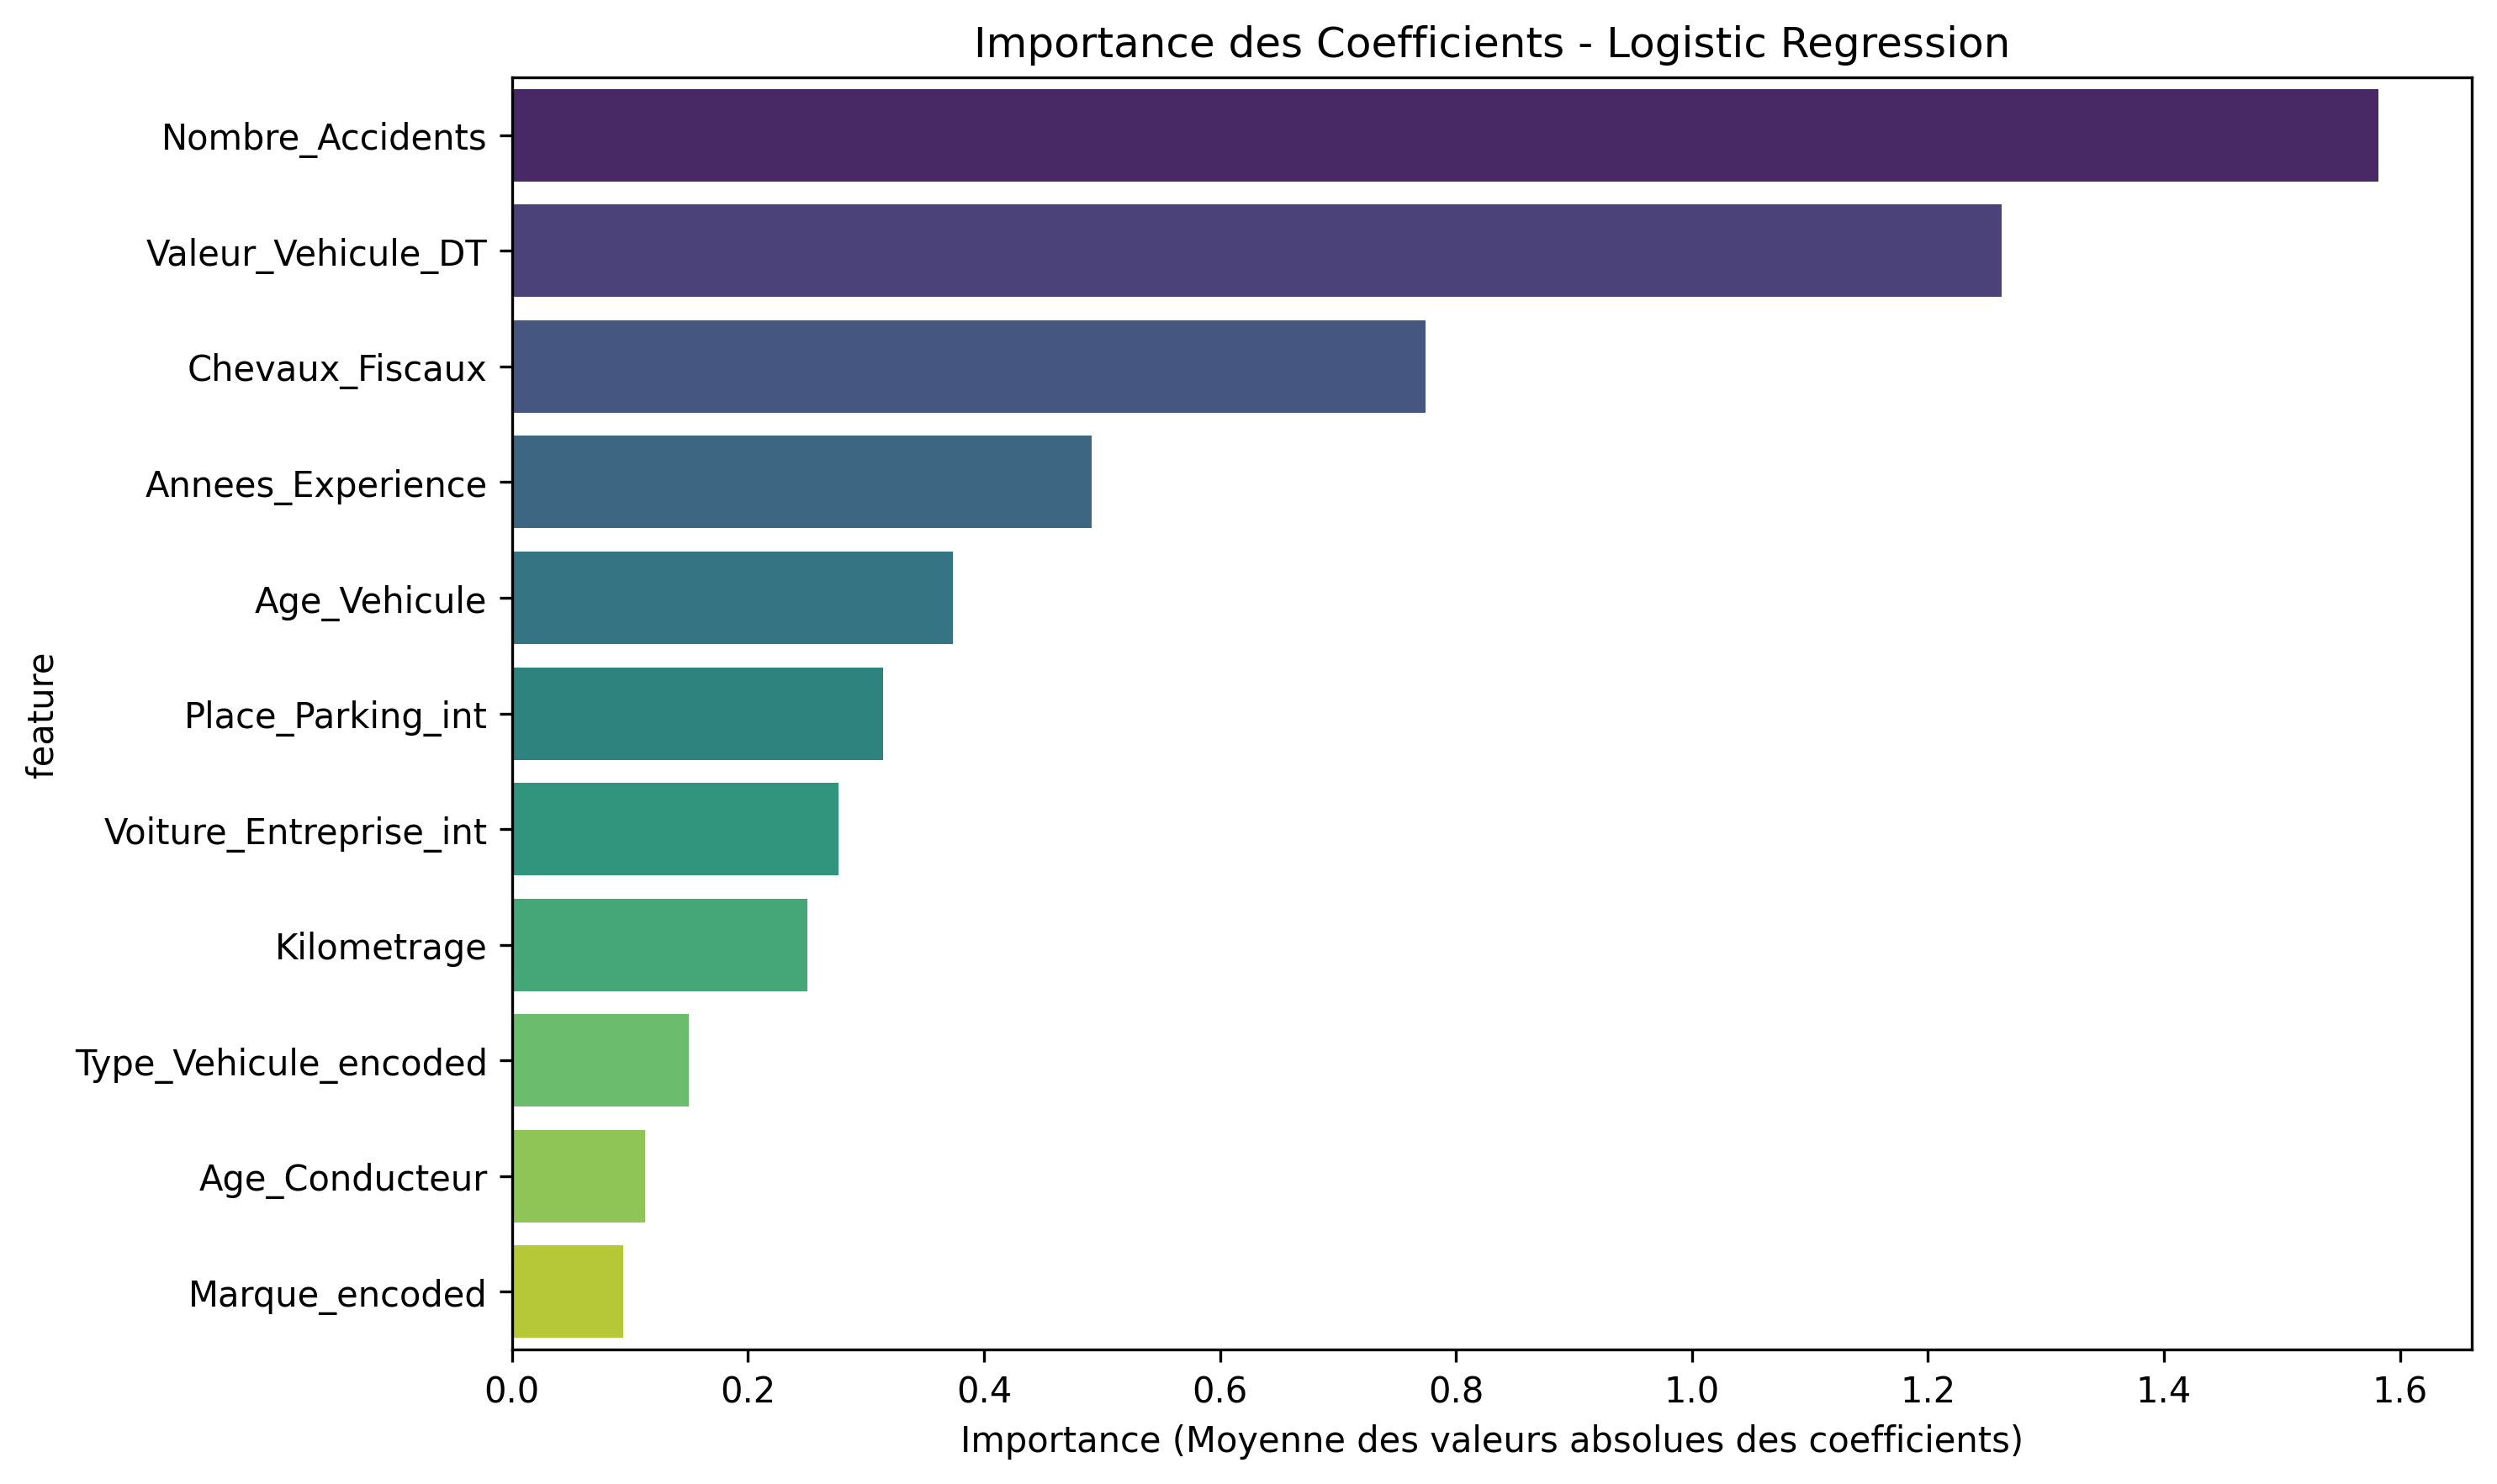 Importance des Coefficients - Logistic Regression
Nombre_Accidents
Valeur_Vehicule_DT
Chevaux_Fiscaux
Annees_Experience
Age_Vehicule
Place_Parking_int
Voiture_Entreprise_int
Kilometrage
Type_Vehicule_encoded
Age_Conducteur
Marque_encoded
feature
0.0 0.2 0.4 0.6 0.8 1.0 1.2 1.4 1.6
Importance (Moyenne des valeurs absolues des coefficients)